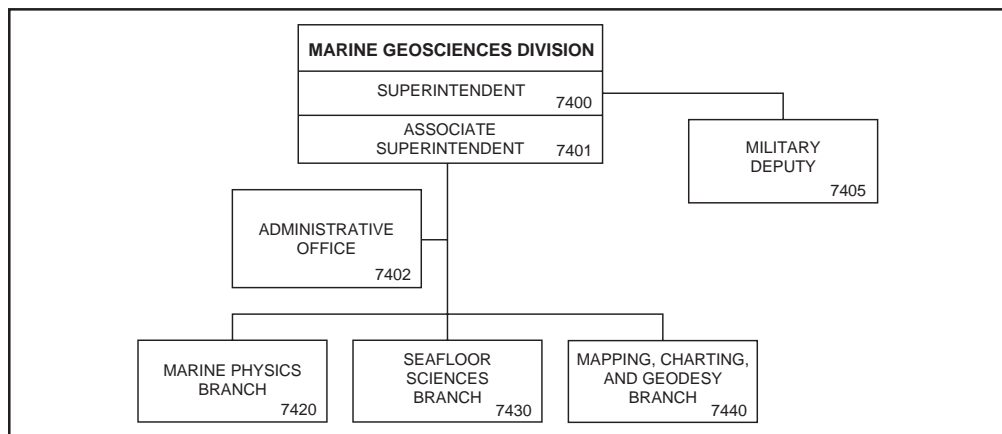 MARINE GEOSCIENCES DIVISION
SUPERINTENDENT
7400
ASSOCIATE
SUPERINTENDENT
7401
MILITARY
DEPUTY
7405
ADMINISTRATIVE
OFFICE
7402
MARINE PHYSICS
BRANCH
7420
SEAFLOOR
SCIENCES
BRANCH
7430
MAPPING, CHARTING,
AND GEODESY
BRANCH
7440